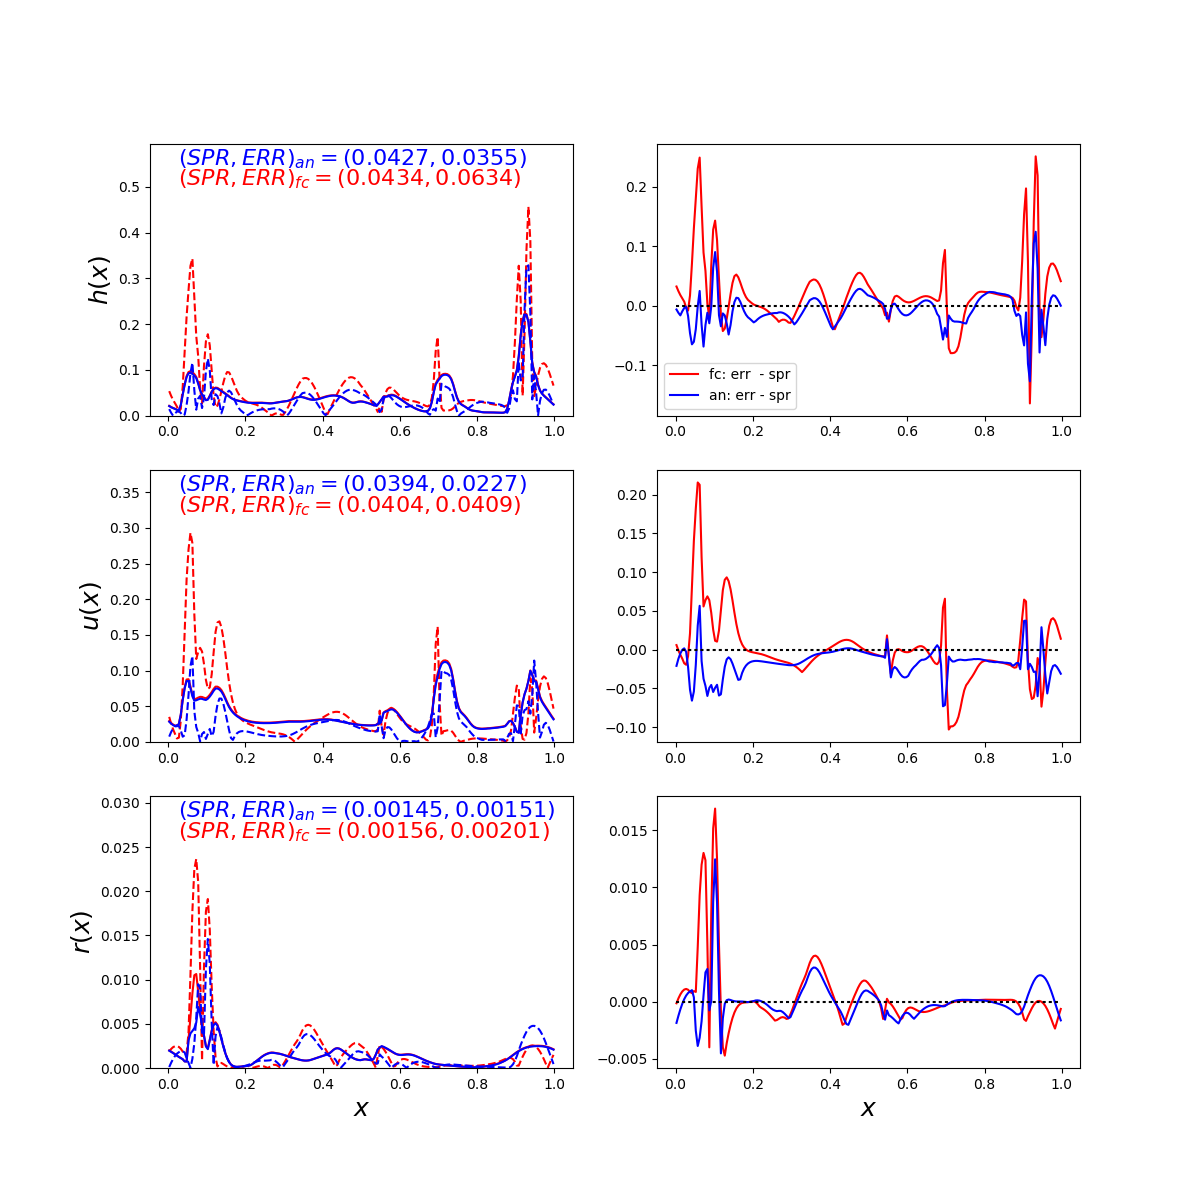 (SPR, ERR)an = (0.0427, 0.0355)
(SPR, ERR)fc = (0.0434, 0.0634)
h(x)
0.5
0.4
0.3
0.2
0.1
0.0
0.0 0.2 0.4 0.6 0.8 1.0
0.2
0.1
0.0
−0.1
fc: err - spr
an: err - spr
0.0 0.2 0.4 0.6 0.8 1.0
(SPR, ERR)an = (0.0394, 0.0227)
(SPR, ERR)fc = (0.0404, 0.0409)
u(x)
0.35
0.30
0.25
0.20
0.15
0.10
0.05
0.00
0.0 0.2 0.4 0.6 0.8 1.0
0.20
0.15
0.10
0.05
0.00
−0.05
−0.10
0.0 0.2 0.4 0.6 0.8 1.0
(SPR, ERR)an = (0.00145, 0.00151)
(SPR, ERR)fc = (0.00156, 0.00201)
r(x)
0.030
0.025
0.020
0.015
0.010
0.005
0.000
0.0 0.2 0.4 0.6 0.8 1.0
x
0.015
0.010
0.005
0.000
−0.005
0.0 0.2 0.4 0.6 0.8 1.0
x